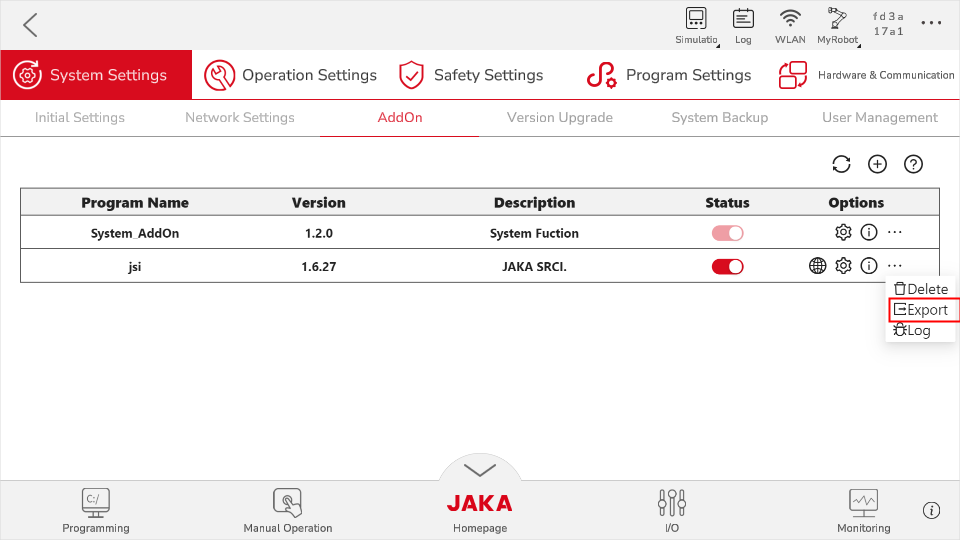 Simulatio
Log
WLAN
MyRobot
fd3a
17a1
System Settings
Operation Settings
Safety Settings
Program Settings
Hardware & Communication
Initial Settings
Network Settings
AddOn
Version Upgrade
System Backup
User Management
Program Name Version Description Status Options
System_AddOn 1.2.0 System Fuction
jsi 1.6.27 JAKA SRCI.
Delete
Export
Log
C:/
Programming
Manual Operation
JAKA
Homepage
I/O
Monitoring